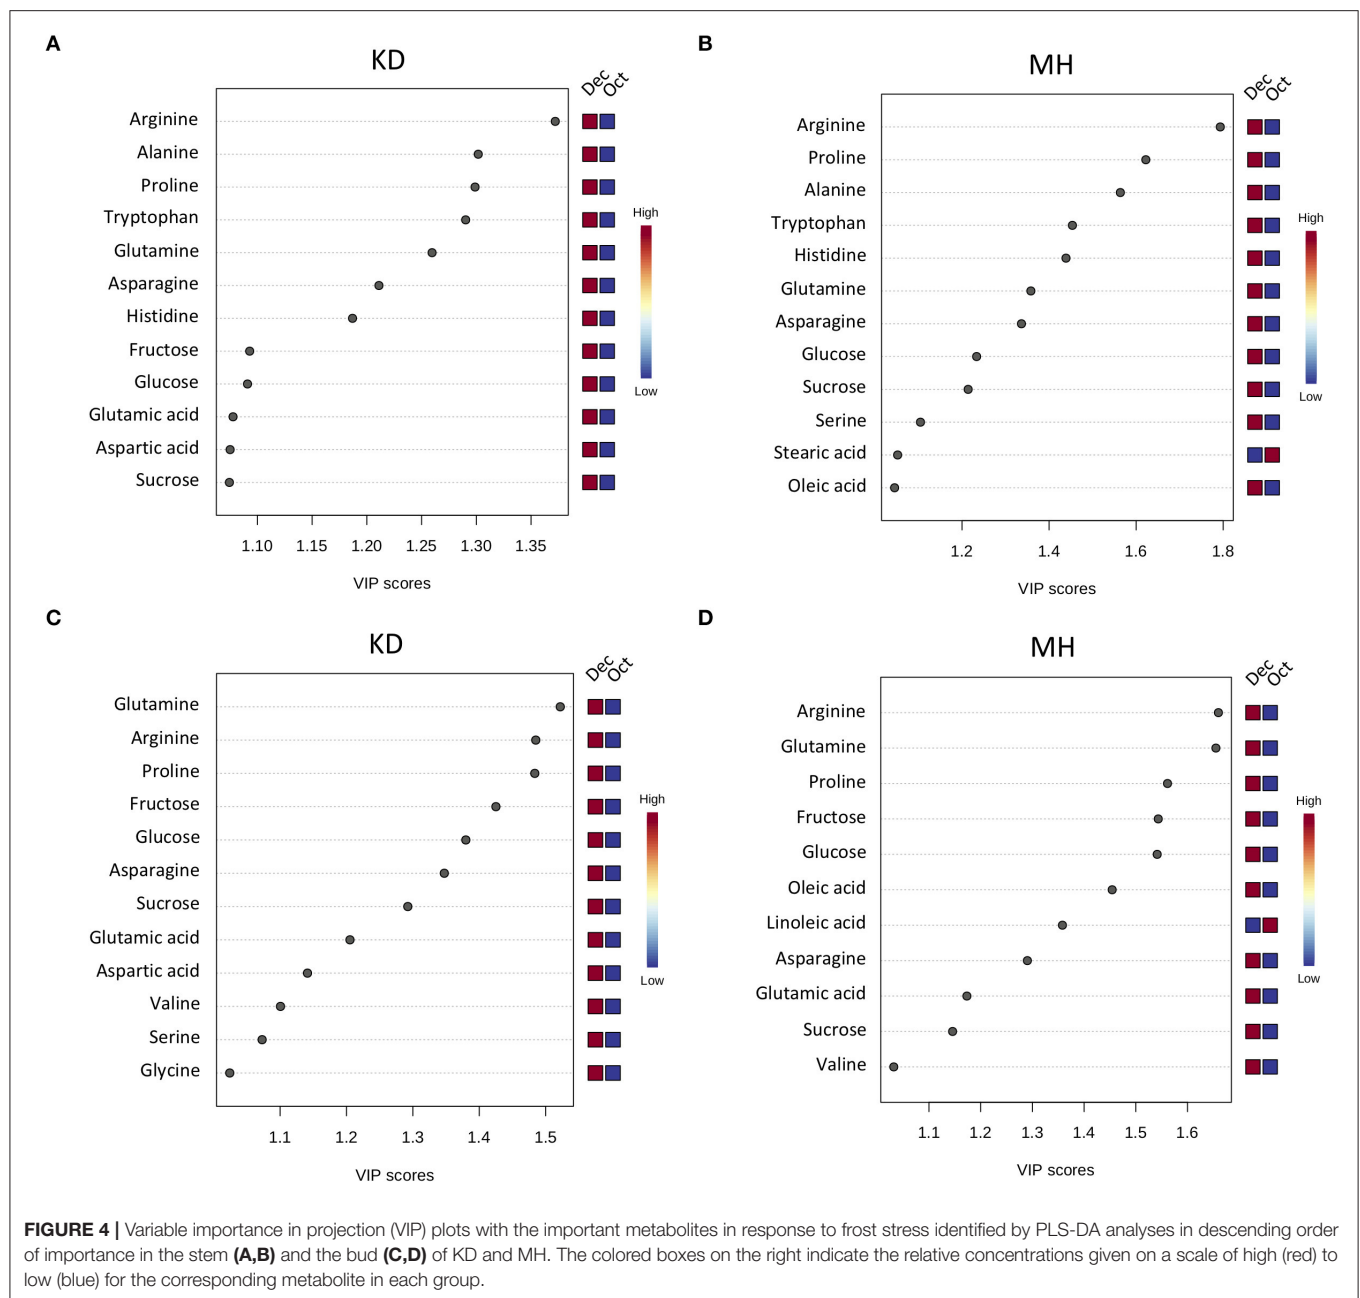 A
KD
Dec
Oct
Arginine
Alanine
Proline
Tryptophan
Glutamine
Asparagine
Histidine
Fructose
Glucose
Glutamic acid
Aspartic acid
Sucrose
High
Low
1.10 1.15 1.20 1.25 1.30 1.35
VIP scores
B
MH
Dec
Oct
Arginine
Proline
Alanine
Tryptophan
Histidine
Glutamine
Asparagine
Glucose
Sucrose
Serine
Stearic acid
Oleic acid
High
Low
1.2 1.4 1.6 1.8
VIP scores
C
KD
Dec
Oct
Glutamine
Arginine
Proline
Fructose
Glucose
Asparagine
Sucrose
Glutamic acid
Aspartic acid
Valine
Serine
Glycine
High
Low
1.1 1.2 1.3 1.4 1.5
VIP scores
D
MH
Dec
Oct
Arginine
Glutamine
Proline
Fructose
Glucose
Oleic acid
Linoleic acid
Asparagine
Glutamic acid
Sucrose
Valine
High
Low
1.1 1.2 1.3 1.4 1.5 1.6
VIP scores
FIGURE 4 | Variable importance in projection (VIP) plots with the important metabolites in response to frost stress identified by PLS-DA analyses in descending order
of importance in the stem (A,B) and the bud (C,D) of KD and MH. The colored boxes on the right indicate the relative concentrations given on a scale of high (red) to
low (blue) for the corresponding metabolite in each group.